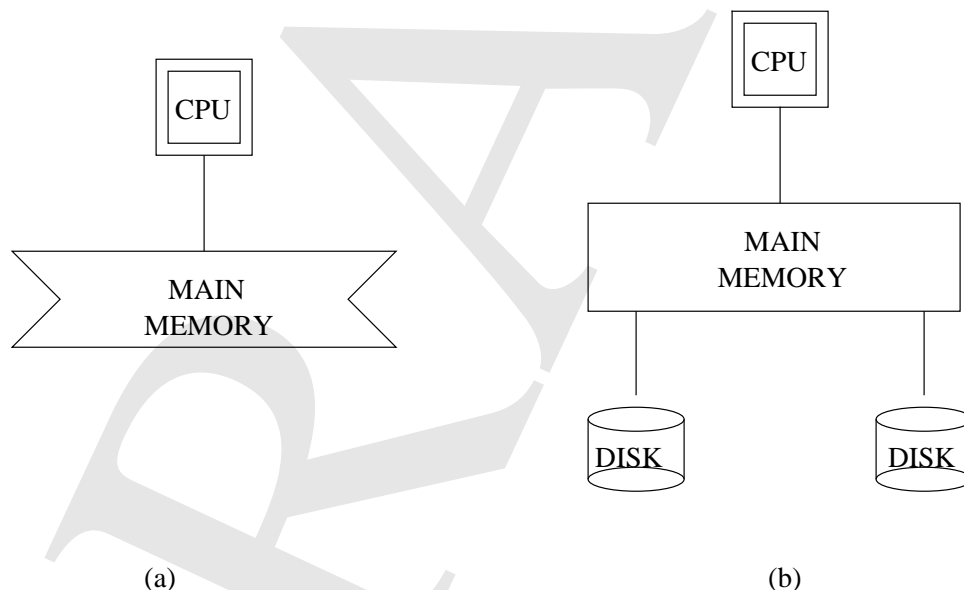 CPU
MAIN
MEMORY
(a)
CPU
MAIN
MEMORY
DISK
DISK
(b)